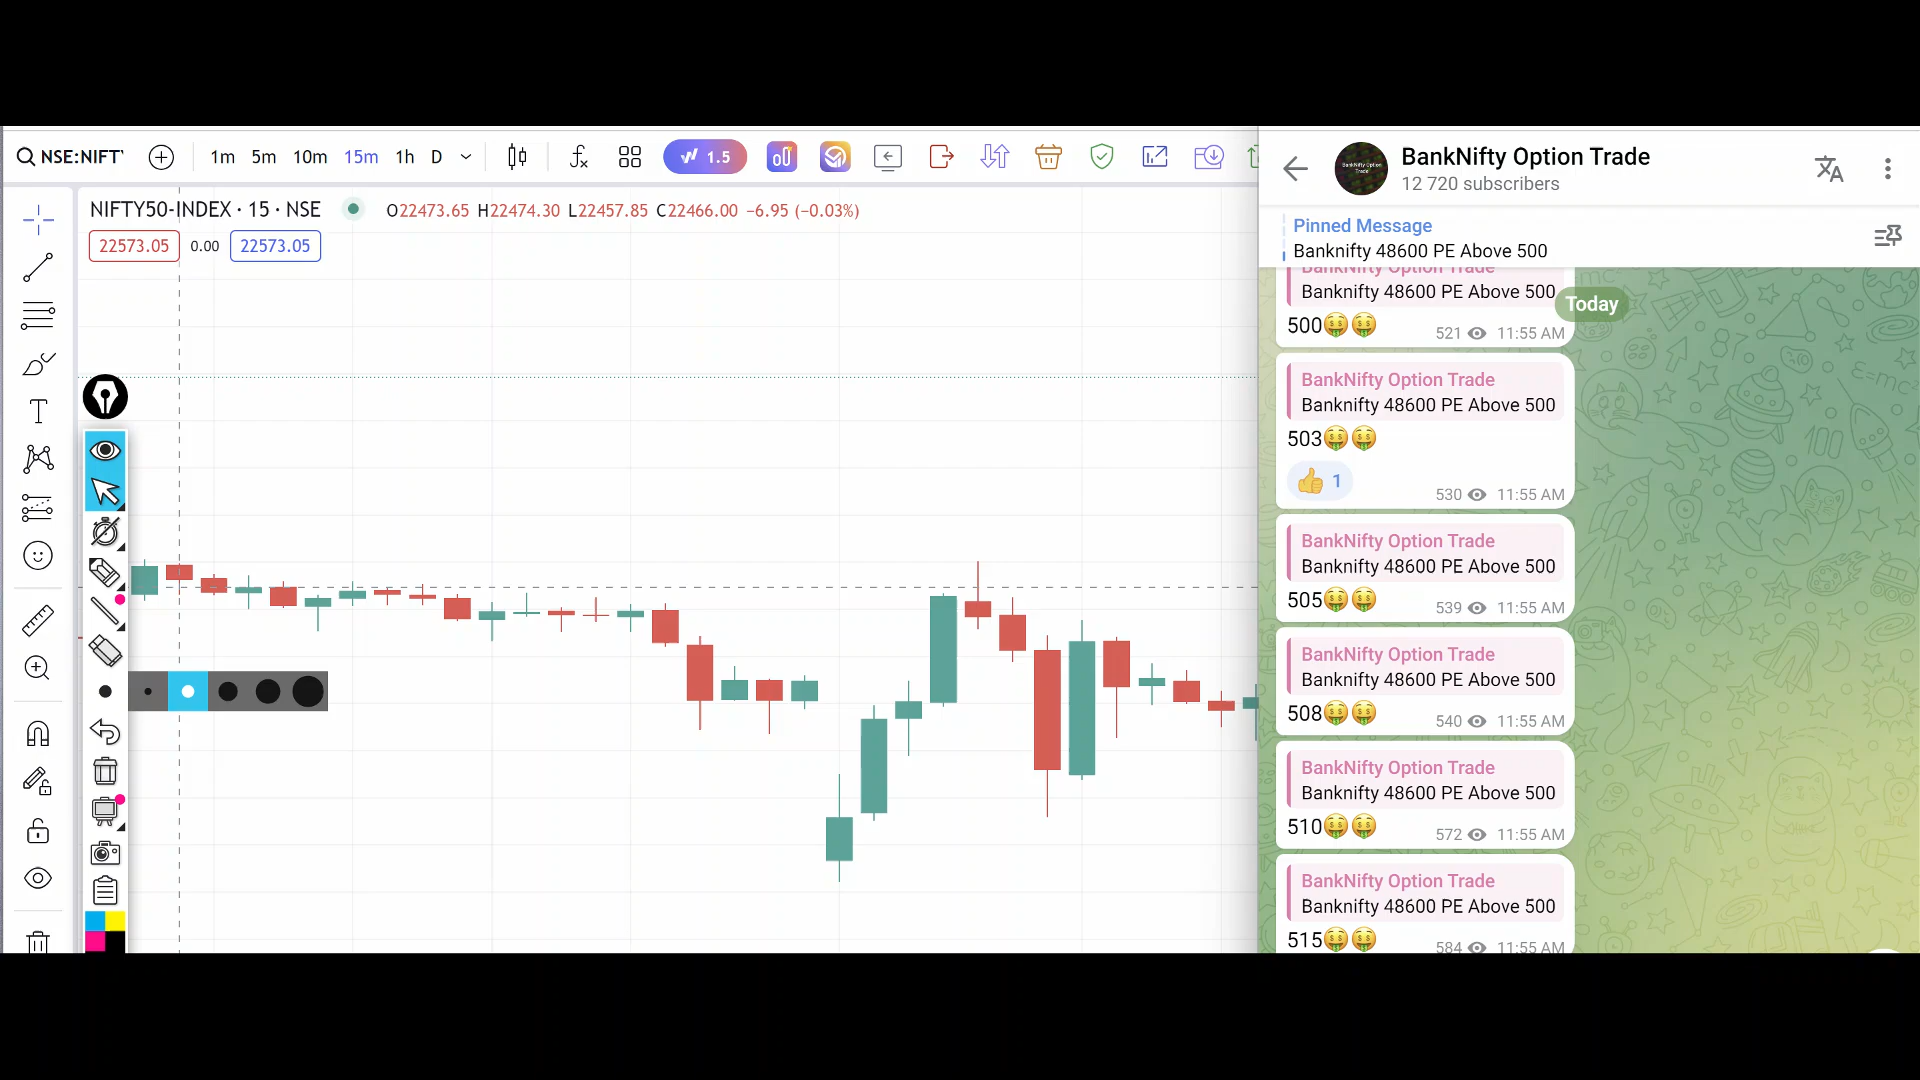 NSE:NIFTY
1m 5m 10m 15m 1h D
1.5
NIFTY50-INDEX · 15 · NSE
O22473.65 H22474.30 L22457.85 C22466.00 −6.95 (−0.03%)
22573.05 0.00 22573.05
BankNifty Option Trade
12 720 subscribers
Pinned Message
Banknifty 48600 PE Above 500
BankNifty Option Trade
Banknifty 48600 PE Above 500
Today
500🤑🤑 521 11:55 AM
BankNifty Option Trade
Banknifty 48600 PE Above 500
503🤑🤑
👍 1
530 11:55 AM
BankNifty Option Trade
Banknifty 48600 PE Above 500
505🤑🤑 539 11:55 AM
BankNifty Option Trade
Banknifty 48600 PE Above 500
508🤑🤑 540 11:55 AM
BankNifty Option Trade
Banknifty 48600 PE Above 500
510🤑🤑 572 11:55 AM
BankNifty Option Trade
Banknifty 48600 PE Above 500
515🤑🤑 584 11:55 AM